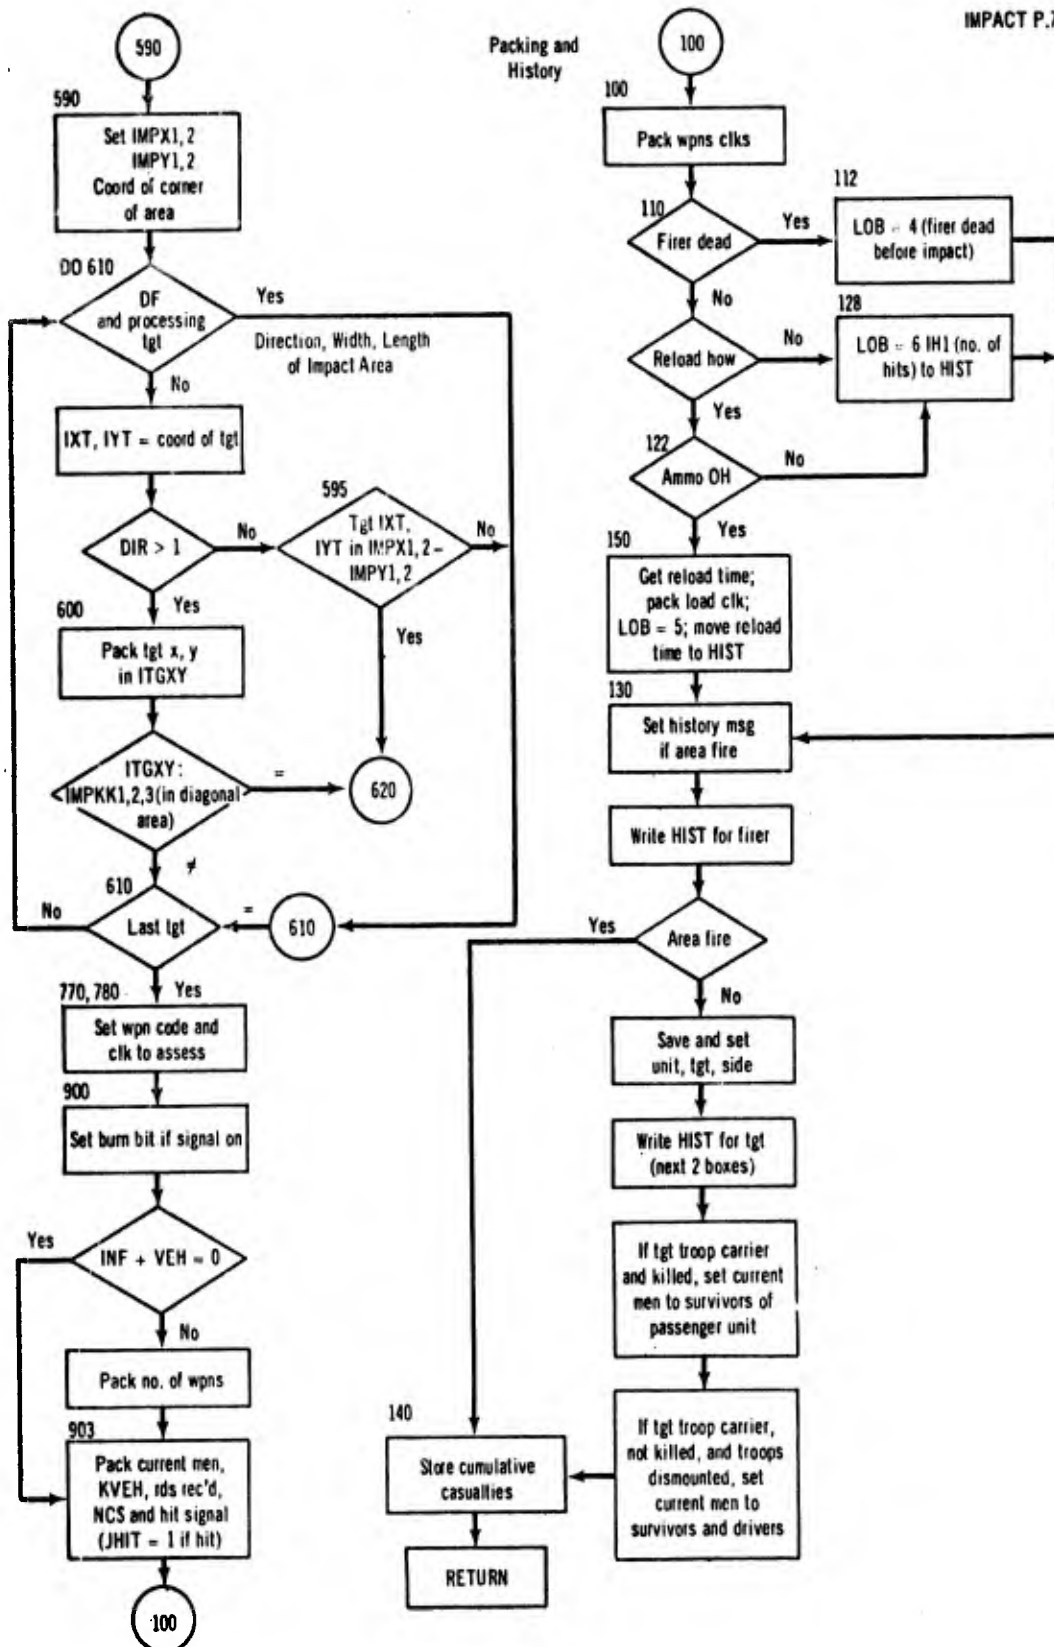 IMPACT P.7
590
590
Set IMPX1, 2
IMPY1, 2
Coord of corner
of area
DO 610
DF
and processing
tgt
Yes
Direction, Width, Length
of Impact Area
No
IXT, IYT = coord of tgt
DIR > 1
No
595
Tgt IXT,
IYT in IMPX1, 2 –
IMPY1, 2
No
Yes
Yes
600
Pack tgt x, y
in ITGXY
ITGXY:
IMPKK1,2,3(in diagonal
area)
=
620
≠
610
Last tgt
No
=
610
Yes
770, 780
Set wpn code and
clk to assess
900
Set burn bit if signal on
INF + VEH = 0
Yes
No
Pack no. of wpns
903
Pack current men,
KVEH, rds rec'd,
NCS and hit signal
(JHIT = 1 if hit)
100
Packing and
History
100
100
Pack wpns clks
110
Firer dead
Yes
112
LOB = 4 (firer dead
before impact)
No
Reload how
No
128
LOB = 6 IH1 (no. of
hits) to HIST
Yes
122
Ammo OH
No
Yes
150
Get reload time;
pack load clk;
LOB = 5; move reload
time to HIST
130
Set history msg
if area fire
Write HIST for firer
Area fire
Yes
No
Save and set
unit, tgt, side
Write HIST for tgt
(next 2 boxes)
If tgt troop carrier
and killed, set current
men to survivors of
passenger unit
If tgt troop carrier,
not killed, and troops
dismounted, set
current men to
survivors and drivers
140
Store cumulative
casualties
RETURN